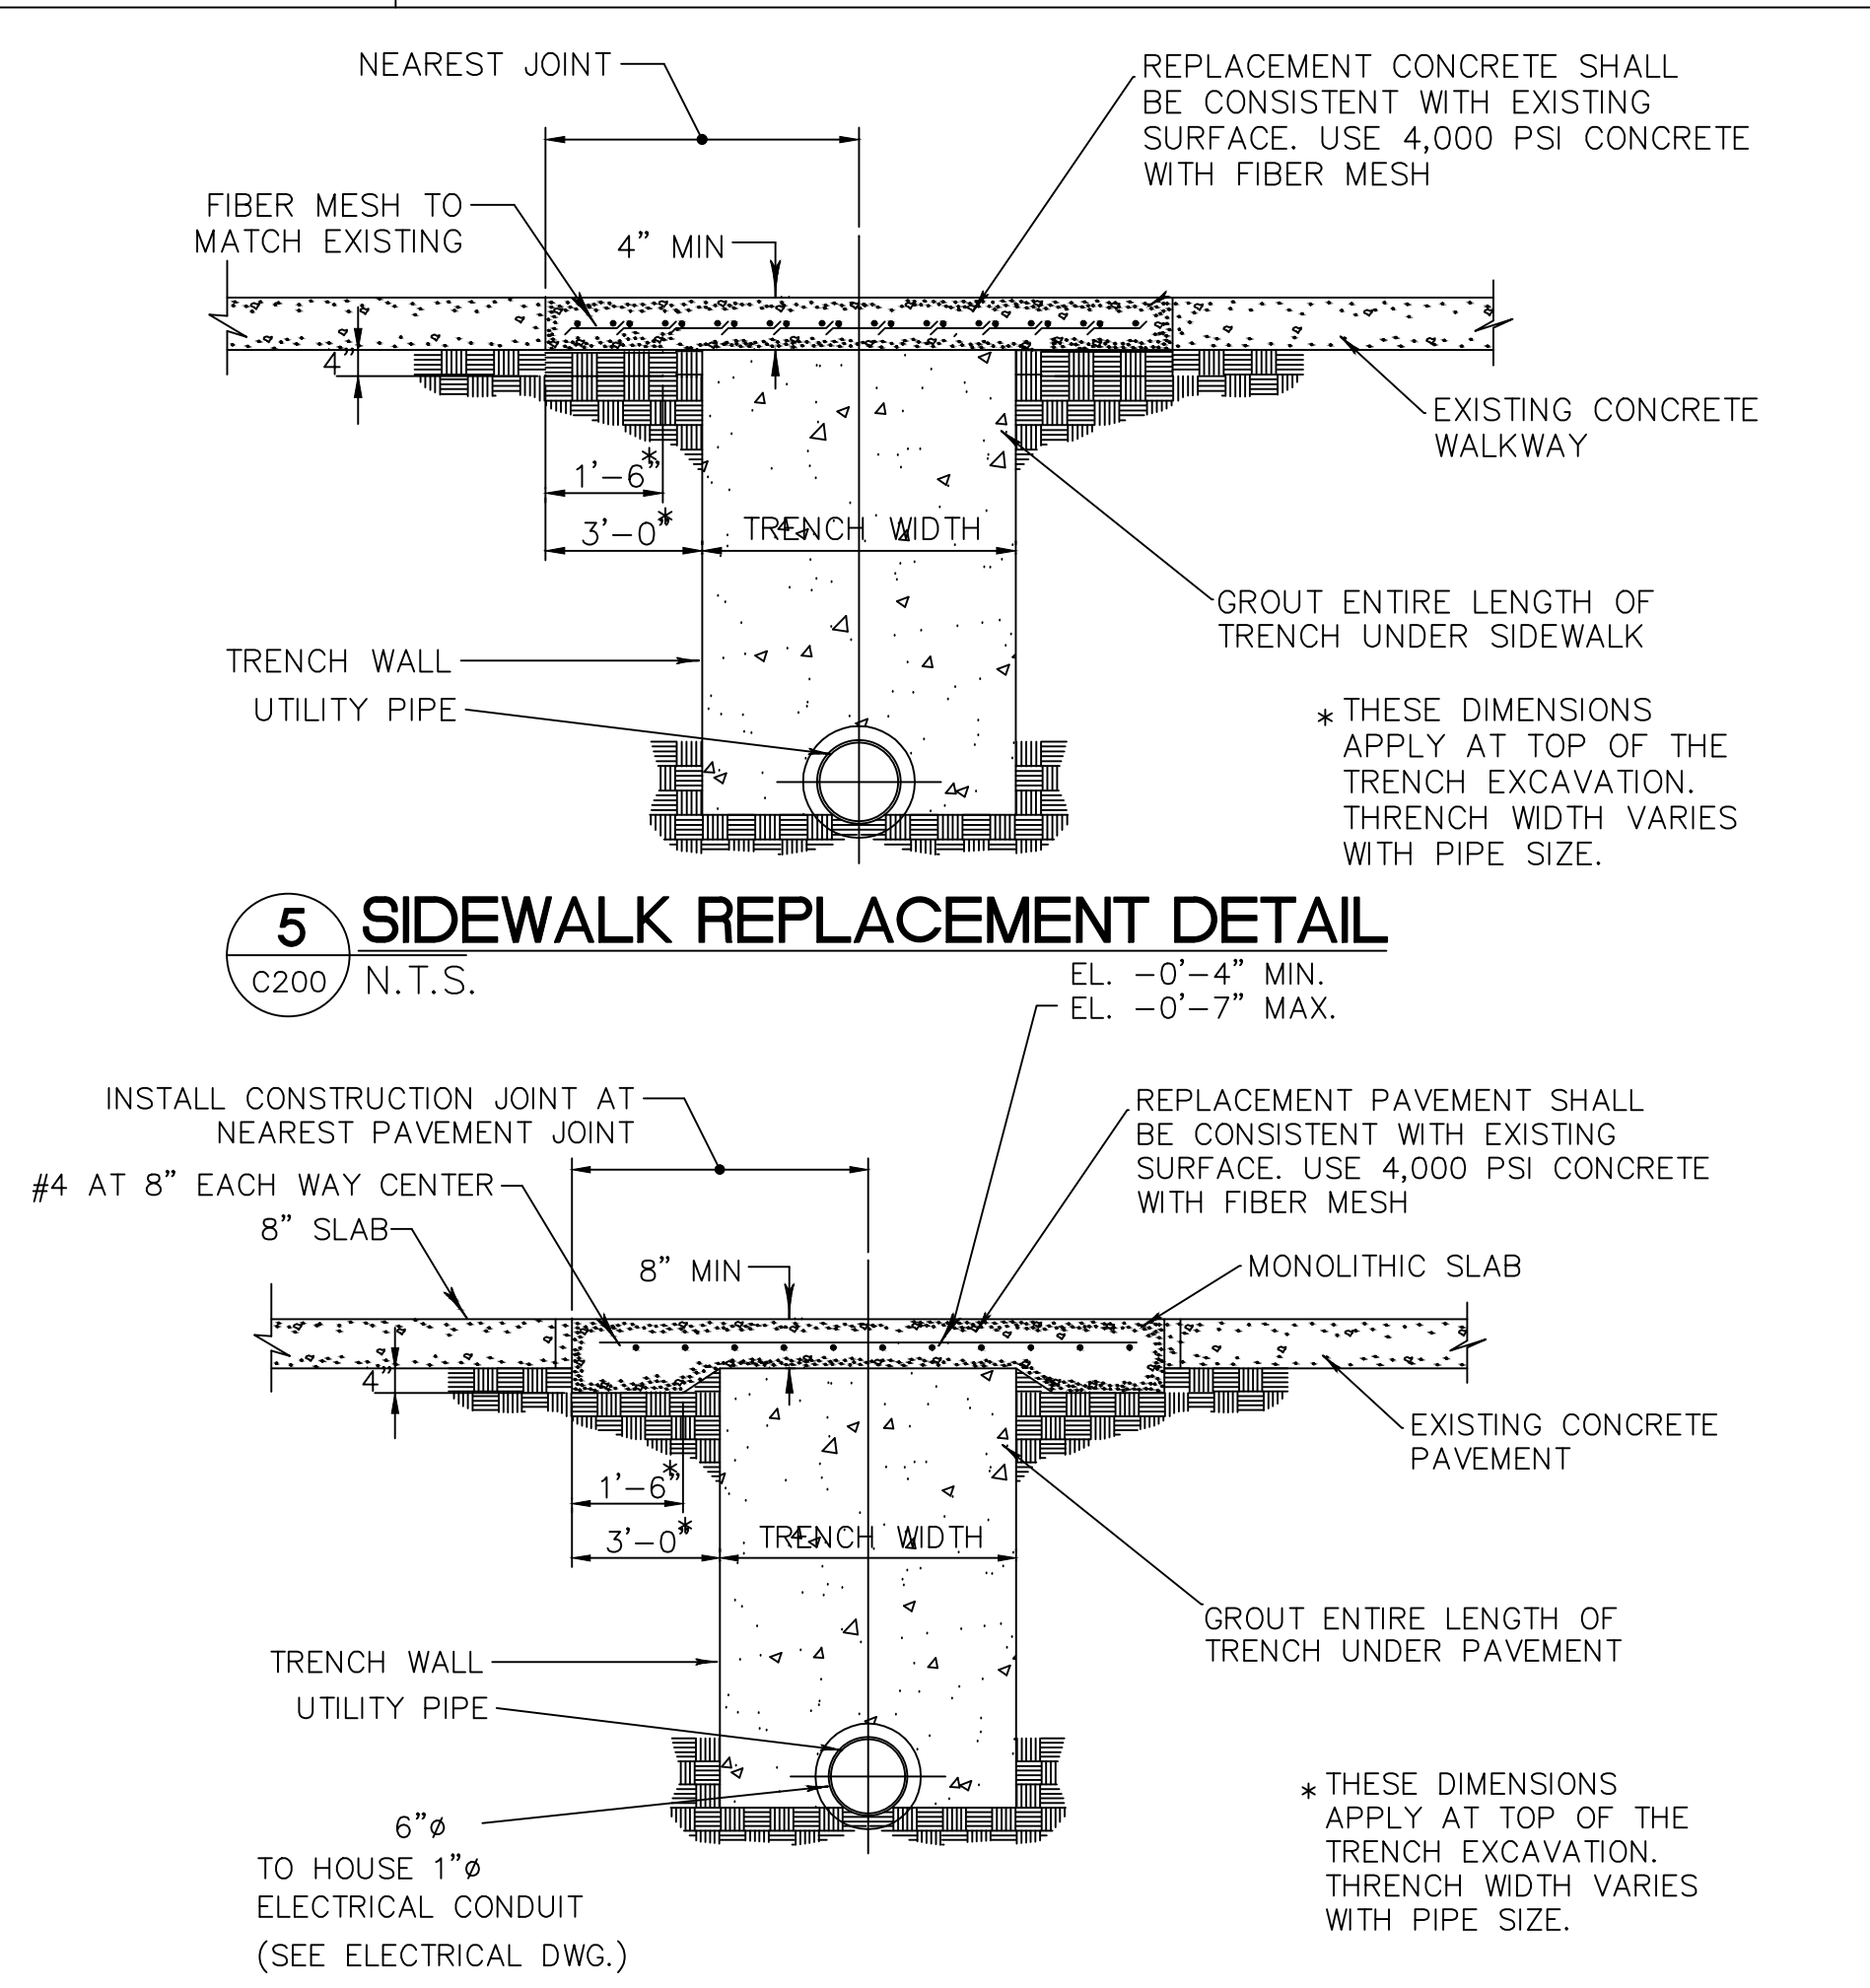 NEAREST JOINT
REPLACEMENT CONCRETE SHALL
BE CONSISTENT WITH EXISTING
SURFACE. USE 4,000 PSI CONCRETE
WITH FIBER MESH
FIBER MESH TO
MATCH EXISTING
4" MIN
4"
EXISTING CONCRETE
WALKWAY
1'-6"*
3'-0"*
TRENCH WIDTH
GROUT ENTIRE LENGTH OF
TRENCH UNDER SIDEWALK
TRENCH WALL
UTILITY PIPE
* THESE DIMENSIONS
APPLY AT TOP OF THE
TRENCH EXCAVATION.
THRENCH WIDTH VARIES
WITH PIPE SIZE.
5
C200
SIDEWALK REPLACEMENT DETAIL
N.T.S.
EL. -0'-4" MIN.
EL. -0'-7" MAX.
INSTALL CONSTRUCTION JOINT AT
NEAREST PAVEMENT JOINT
REPLACEMENT PAVEMENT SHALL
BE CONSISTENT WITH EXISTING
SURFACE. USE 4,000 PSI CONCRETE
WITH FIBER MESH
#4 AT 8" EACH WAY CENTER
8" SLAB
8" MIN
MONOLITHIC SLAB
4"
EXISTING CONCRETE
PAVEMENT
1'-6"*
3'-0"*
TRENCH WIDTH
GROUT ENTIRE LENGTH OF
TRENCH UNDER PAVEMENT
TRENCH WALL
UTILITY PIPE
6"ø
TO HOUSE 1"ø
ELECTRICAL CONDUIT
(SEE ELECTRICAL DWG.)
* THESE DIMENSIONS
APPLY AT TOP OF THE
TRENCH EXCAVATION.
THRENCH WIDTH VARIES
WITH PIPE SIZE.